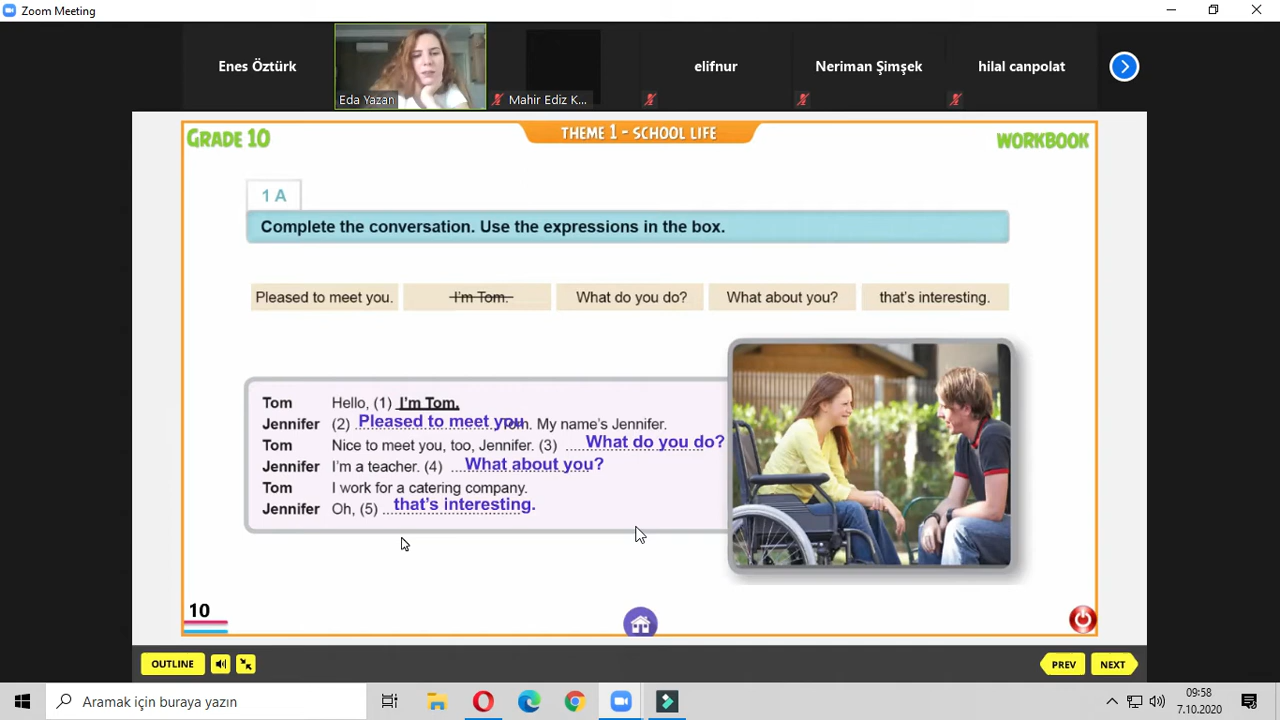 Zoom Meeting
Enes Öztürk
Eda Yazan
Mahir Ediz K...
elifnur
Neriman Şimşek
hilal canpolat
GRADE 10
THEME 1 - SCHOOL LIFE
WORKBOOK
1 A
Complete the conversation. Use the expressions in the box.
Pleased to meet you.
I'm Tom.
What do you do?
What about you?
that's interesting.
Tom Hello, (1) I'm Tom.
Jennifer (2) Pleased to meet you Tom. My name's Jennifer.
Tom Nice to meet you, too, Jennifer. (3) What do you do?
Jennifer I'm a teacher. (4) What about you?
Tom I work for a catering company.
Jennifer Oh, (5) that's interesting.
10
OUTLINE
PREV
NEXT
Aramak için buraya yazın
09:58
7.10.2020